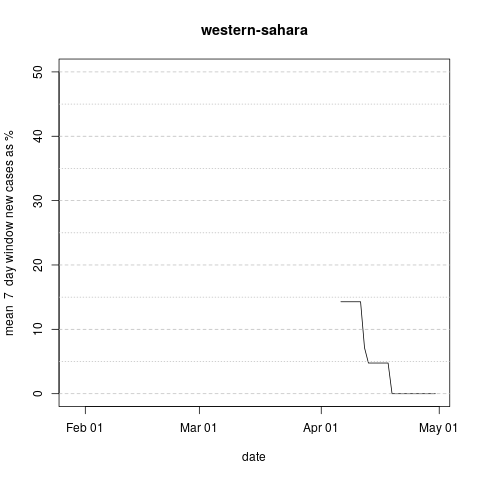 western-sahara
mean 7 day window new cases as %
50
40
30
20
10
0
Feb 01
Mar 01
Apr 01
May 01
date